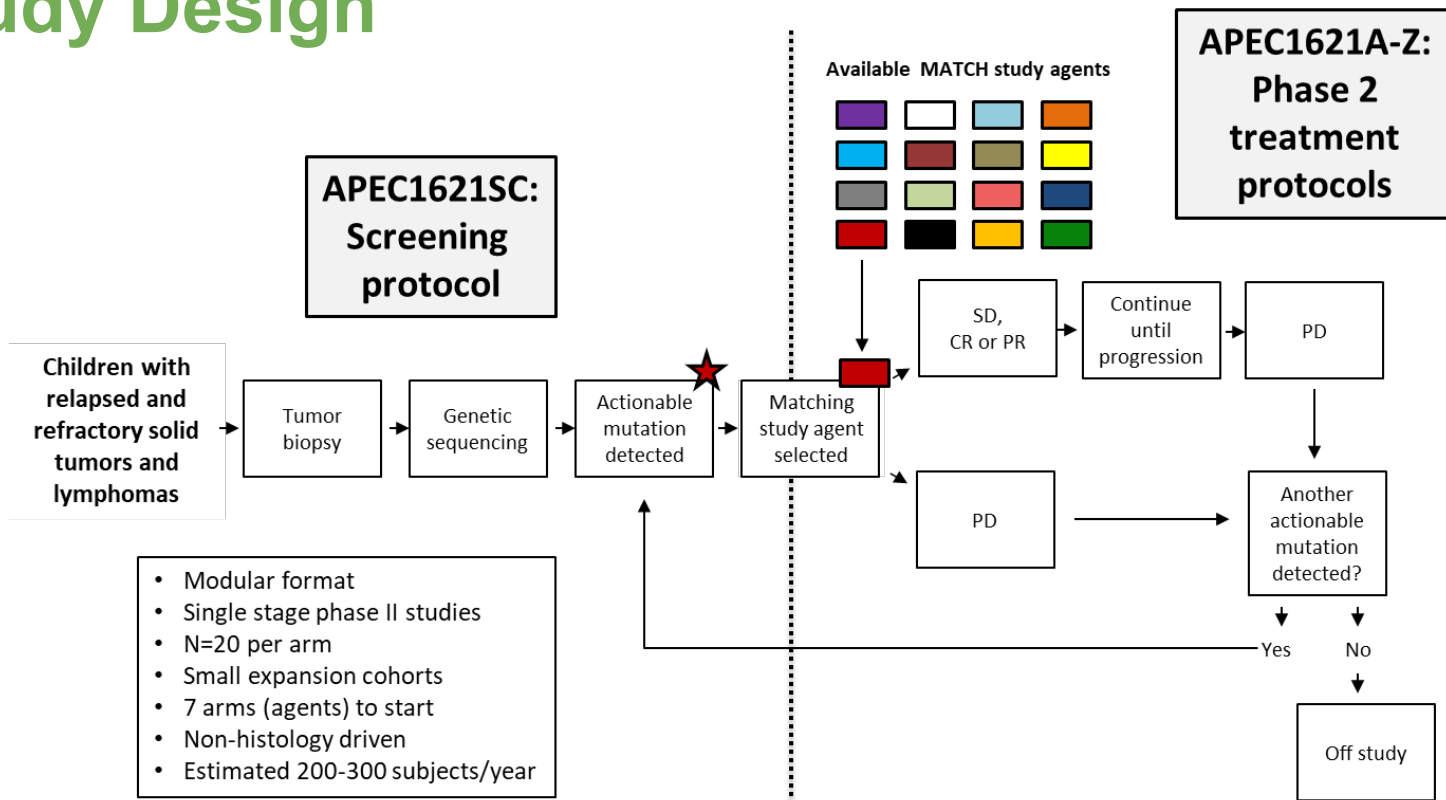 udy Design
APEC1621SC:
Screening
protocol
Available MATCH study agents
APEC1621A-Z:
Phase 2
treatment
protocols
Children with
relapsed and
refractory solid
tumors and
lymphomas
Tumor
biopsy
Genetic
sequencing
Actionable
mutation
detected
Matching
study agent
selected
SD,
CR or PR
Continue
until
progression
PD
PD
Another
actionable
mutation
detected?
Yes
No
Off study
• Modular format
• Single stage phase II studies
• N=20 per arm
• Small expansion cohorts
• 7 arms (agents) to start
• Non-histology driven
• Estimated 200-300 subjects/year